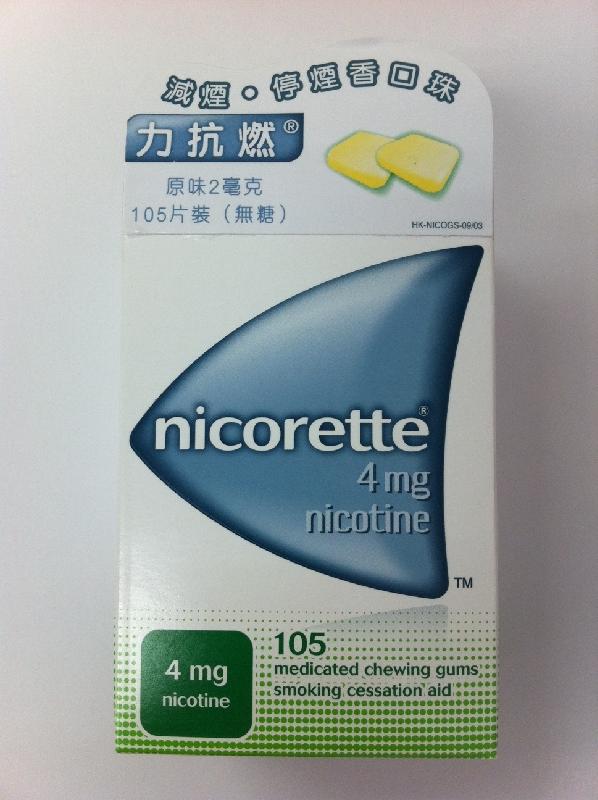 減煙。停煙香口珠
力抗燃®
原味2毫克
105片裝（無糖）
HK-NICOGS-09/03
nicorette®
4 mg
nicotine
TM
4 mg
nicotine
105
medicated chewing gums
smoking cessation aid